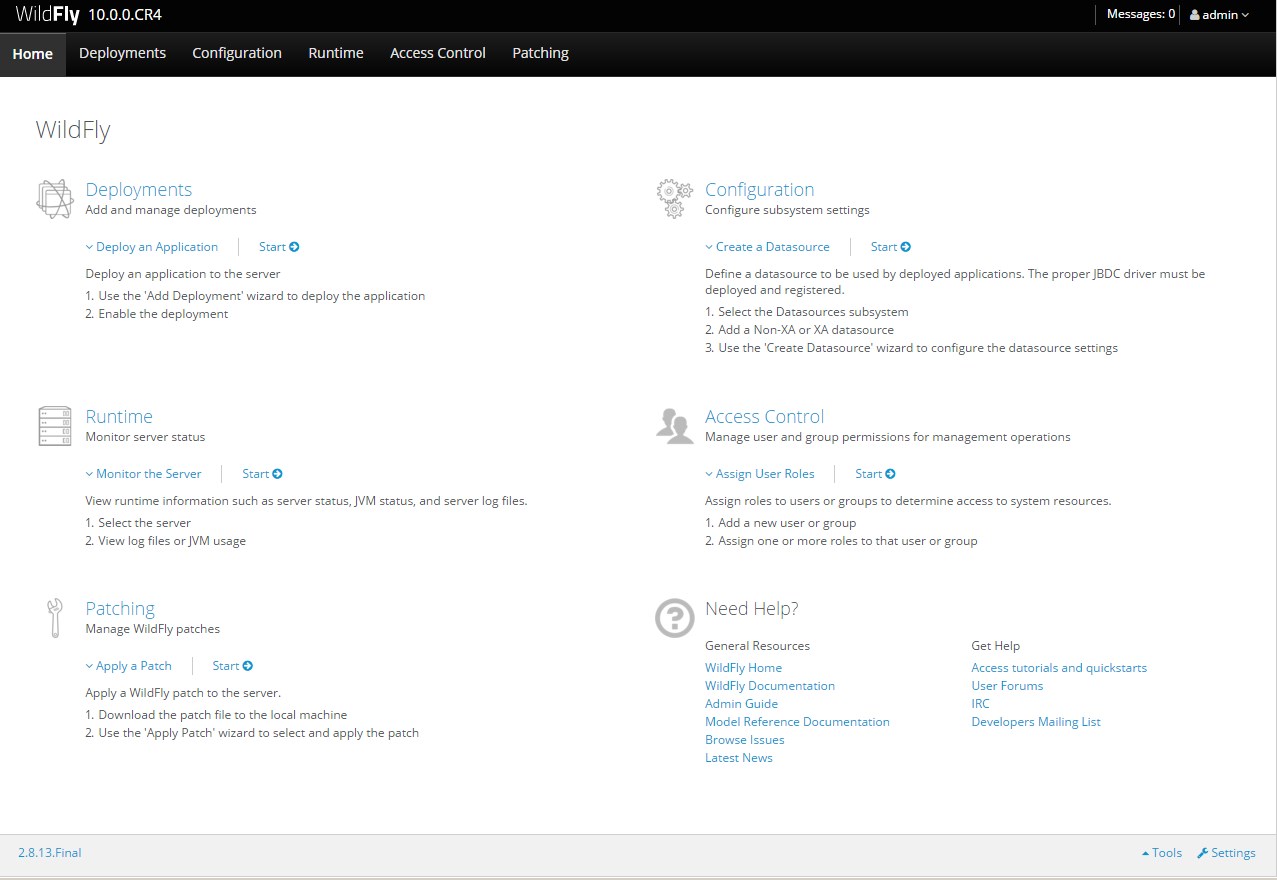 WildFly 10.0.0.CR4
Messages: 0
admin
Home
Deployments
Configuration
Runtime
Access Control
Patching
WildFly
Deployments
Add and manage deployments
Deploy an Application
Start
Deploy an application to the server
1. Use the 'Add Deployment' wizard to deploy the application
2. Enable the deployment
Configuration
Configure subsystem settings
Create a Datasource
Start
Define a datasource to be used by deployed applications. The proper JBDC driver must be
deployed and registered.
1. Select the Datasources subsystem
2. Add a Non-XA or XA datasource
3. Use the 'Create Datasource' wizard to configure the datasource settings
Runtime
Monitor server status
Monitor the Server
Start
View runtime information such as server status, JVM status, and server log files.
1. Select the server
2. View log files or JVM usage
Access Control
Manage user and group permissions for management operations
Assign User Roles
Start
Assign roles to users or groups to determine access to system resources.
1. Add a new user or group
2. Assign one or more roles to that user or group
Patching
Manage WildFly patches
Apply a Patch
Start
Apply a WildFly patch to the server.
1. Download the patch file to the local machine
2. Use the 'Apply Patch' wizard to select and apply the patch
Need Help?
General Resources
WildFly Home
WildFly Documentation
Admin Guide
Model Reference Documentation
Browse Issues
Latest News
Get Help
Access tutorials and quickstarts
User Forums
IRC
Developers Mailing List
2.8.13.Final
Tools
Settings